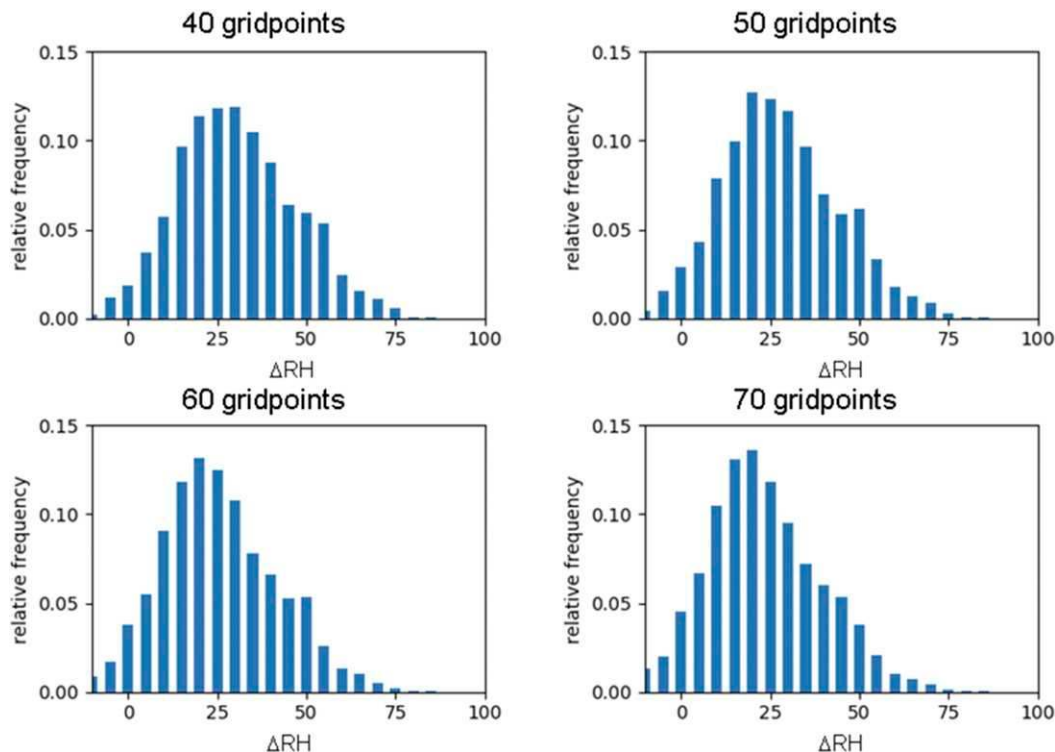 40 gridpoints
0.15
0.10
0.05
0.00
relative frequency
0 25 50 75 100
ΔRH
50 gridpoints
0.15
0.10
0.05
0.00
relative frequency
0 25 50 75 100
ΔRH
60 gridpoints
0.15
0.10
0.05
0.00
relative frequency
0 25 50 75 100
ΔRH
70 gridpoints
0.15
0.10
0.05
0.00
relative frequency
0 25 50 75 100
ΔRH